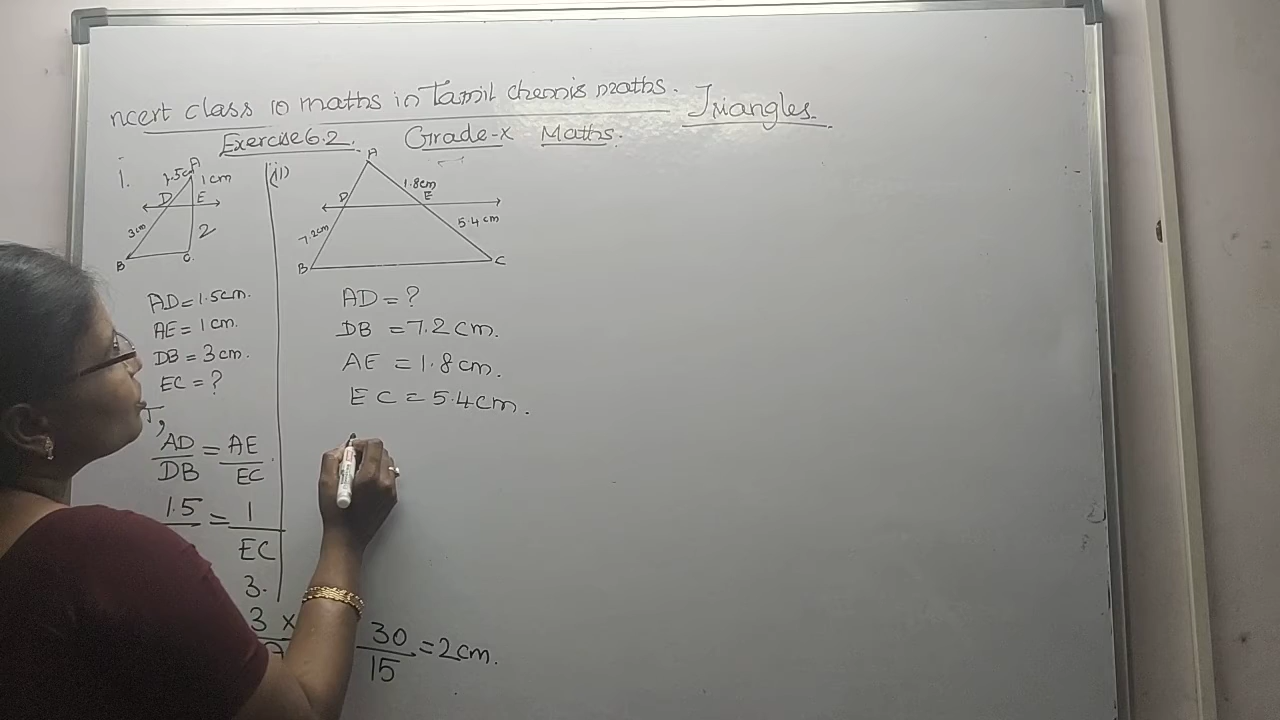 ncert class 10 maths in Tamil chennis maths. Triangles.
Exercise 6.2. Grade-X Maths.
i.
A
1.5c
1cm
D
E
3cm
2
B
C.
AD=1.5cm.
AE=1cm.
DB=3cm.
EC=?
AD/DB = AE/EC.
1.5 = 1/EC
3.
3 x
30/15 = 2cm.
(ii)
A
1.8cm
D
E
7.2cm
5.4cm
B
C
AD=?
DB=7.2cm.
AE=1.8cm.
EC=5.4cm.